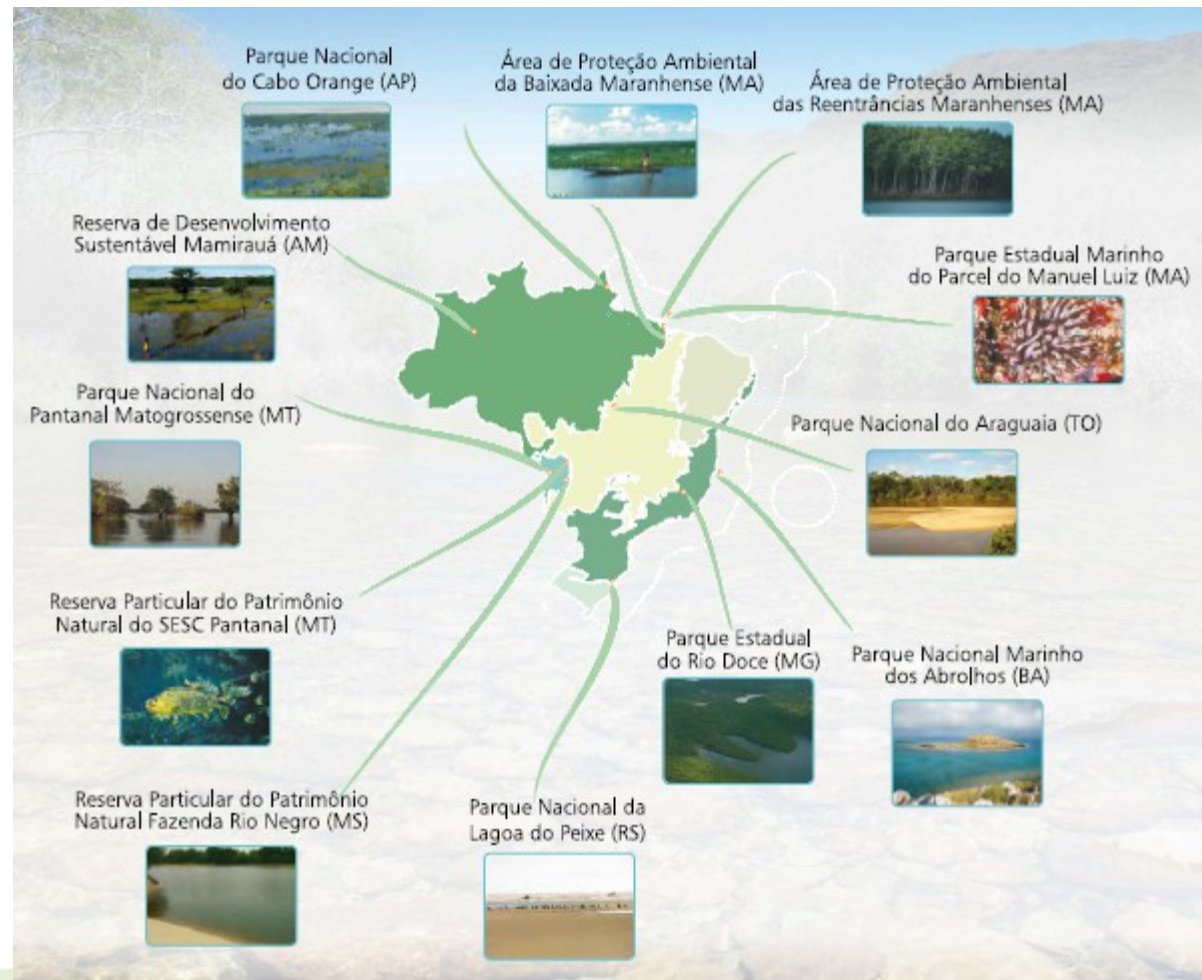 Parque Nacional
do Cabo Orange (AP)
Área de Proteção Ambiental
da Baixada Maranhense (MA)
Área de Proteção Ambiental
das Reentrâncias Maranhenses (MA)
Reserva de Desenvolvimento
Sustentável Mamirauá (AM)
Parque Estadual Marinho
do Parcel do Manuel Luiz (MA)
Parque Nacional do
Pantanal Matogrossense (MT)
Parque Nacional do Araguaia (TO)
Reserva Particular do Patrimônio
Natural do SESC Pantanal (MT)
Parque Estadual
do Rio Doce (MG)
Parque Nacional Marinho
dos Abrolhos (BA)
Reserva Particular do Patrimônio
Natural Fazenda Rio Negro (MS)
Parque Nacional da
Lagoa do Peixe (RS)